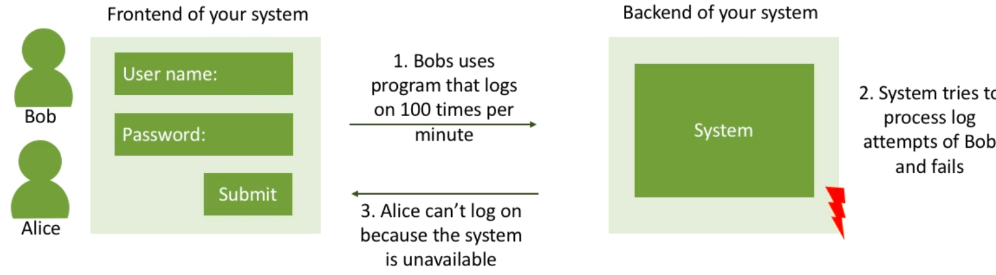 Frontend of your system
Backend of your system
Bob
Alice
User name:
Password:
Submit
1. Bobs uses
program that logs
on 100 times per
minute
3. Alice can’t log on
because the system
is unavailable
System
2. System tries to
process log
attempts of Bob
and fails